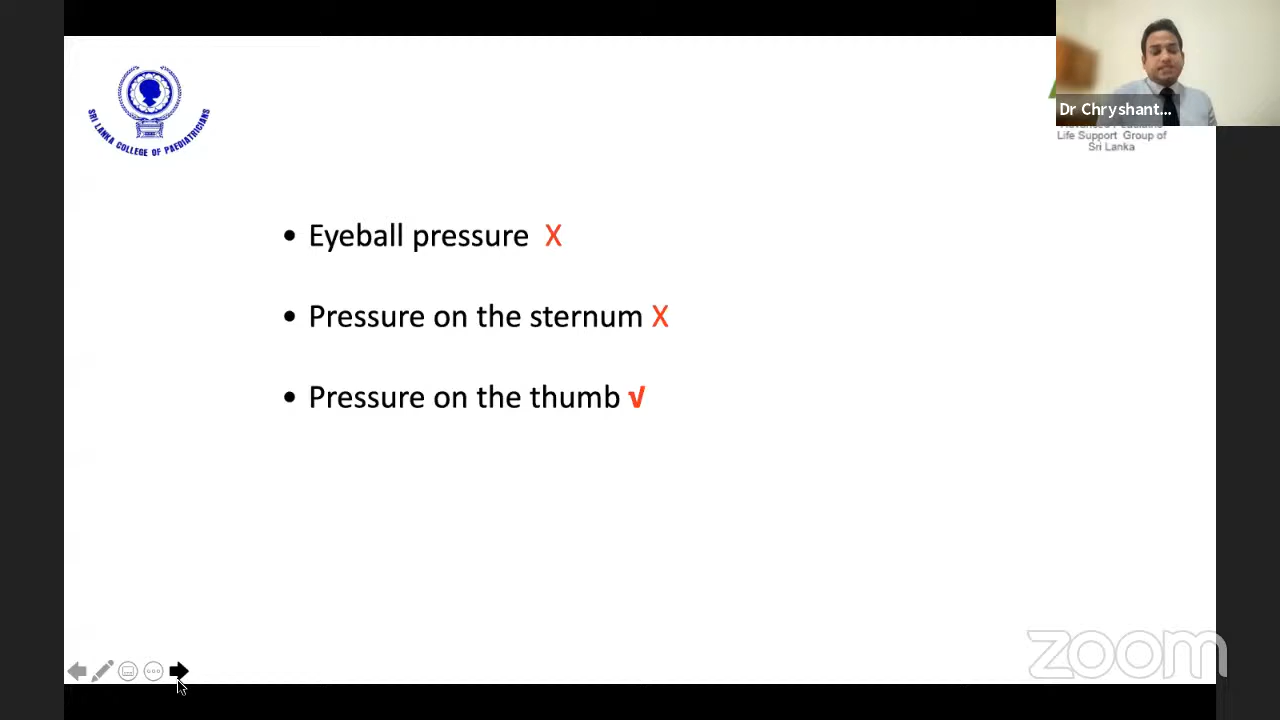 SRI LANKA COLLEGE OF PAEDIATRICIANS
Dr Chryshant...
Life Support Group of
Sri Lanka
• Eyeball pressure X
• Pressure on the sternum X
• Pressure on the thumb √
zoom